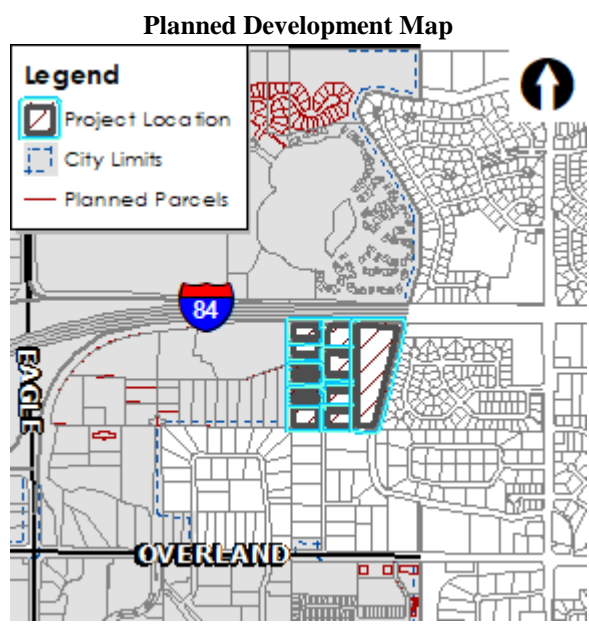 Planned Development Map
Legend
Project Location
City Limits
Planned Parcels
84
EAGLE
OVERLAND